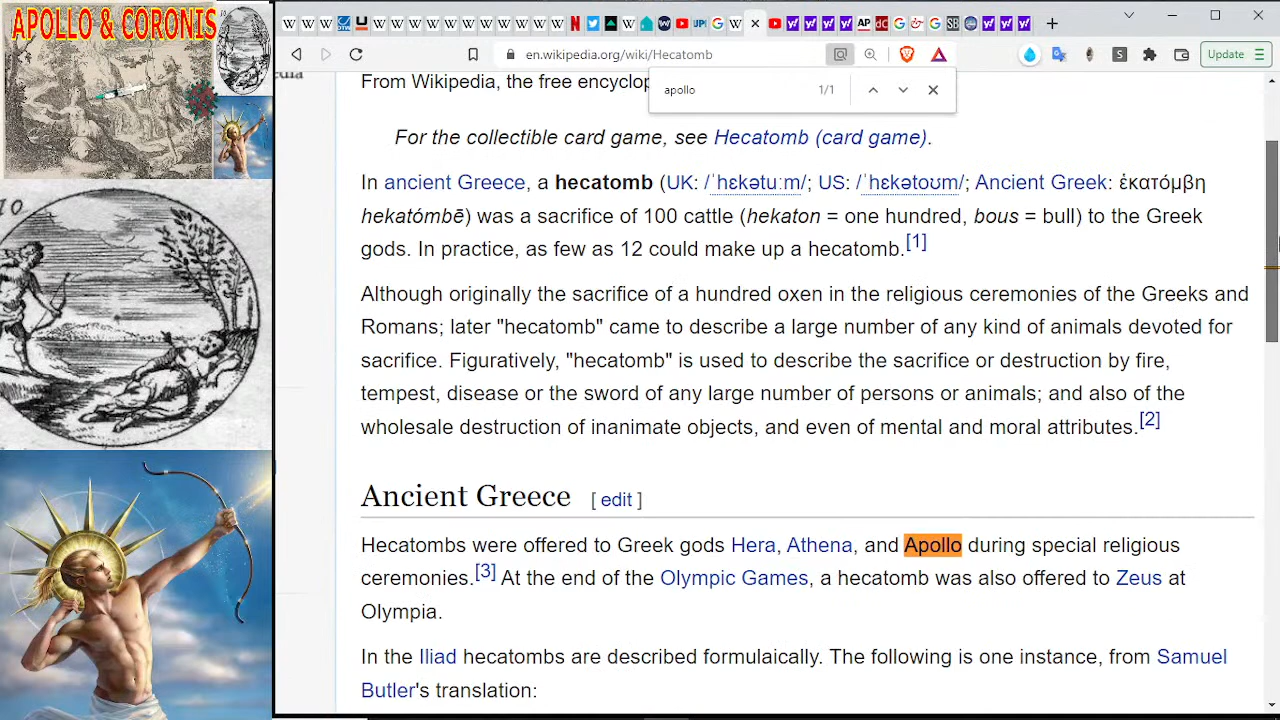 APOLLO & CORONIS
10
en.wikipedia.org/wiki/Hecatomb
Update
apollo
1/1
From Wikipedia, the free encyclop
For the collectible card game, see Hecatomb (card game).
In ancient Greece, a hecatomb (UK: /ˈhɛkətuːm/; US: /ˈhɛkətoʊm/; Ancient Greek: ἑκατόμβη
hekatómbē) was a sacrifice of 100 cattle (hekaton = one hundred, bous = bull) to the Greek
gods. In practice, as few as 12 could make up a hecatomb.[1]
Although originally the sacrifice of a hundred oxen in the religious ceremonies of the Greeks and
Romans; later "hecatomb" came to describe a large number of any kind of animals devoted for
sacrifice. Figuratively, "hecatomb" is used to describe the sacrifice or destruction by fire,
tempest, disease or the sword of any large number of persons or animals; and also of the
wholesale destruction of inanimate objects, and even of mental and moral attributes.[2]
Ancient Greece [ edit ]
Hecatombs were offered to Greek gods Hera, Athena, and Apollo during special religious
ceremonies.[3] At the end of the Olympic Games, a hecatomb was also offered to Zeus at
Olympia.
In the Iliad hecatombs are described formulaically. The following is one instance, from Samuel
Butler's translation: